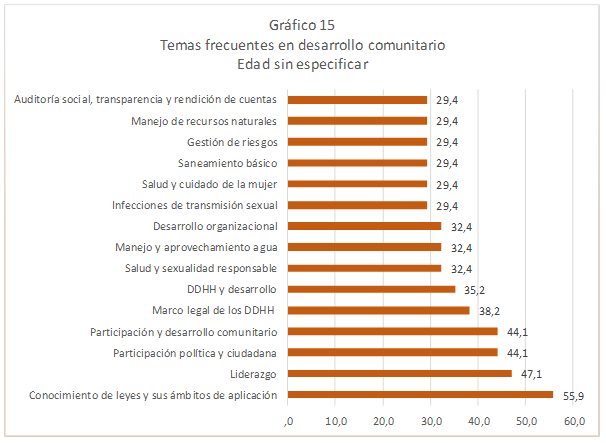 Gráfico 15
Temas frecuentes en desarrollo comunitario
Edad sin especificar
Auditoría social, transparencia y rendición de cuentas 29,4
Manejo de recursos naturales 29,4
Gestión de riesgos 29,4
Saneamiento básico 29,4
Salud y cuidado de la mujer 29,4
Infecciones de transmisión sexual 29,4
Desarrollo organizacional 32,4
Manejo y aprovechamiento agua 32,4
Salud y sexualidad responsable 32,4
DDHH y desarrollo 35,2
Marco legal de los DDHH 38,2
Participación y desarrollo comunitario 44,1
Participación política y ciudadana 44,1
Liderazgo 47,1
Conocimiento de leyes y sus ámbitos de aplicación 55,9
,0 10,0 20,0 30,0 40,0 50,0 60,0